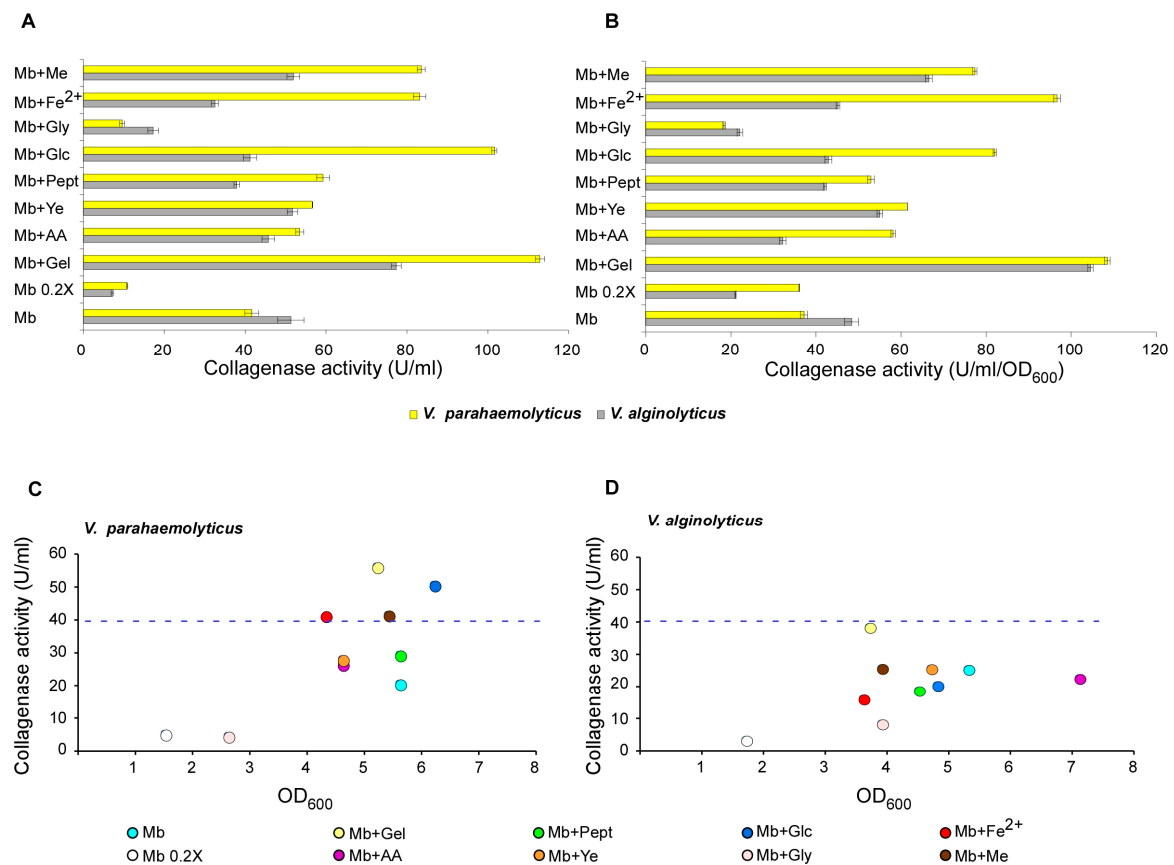 A
B
Mb+Me
Mb+Fe2+
Mb+Gly
Mb+Glc
Mb+Pept
Mb+Ye
Mb+AA
Mb+Gel
Mb 0.2X
Mb
0 20 40 60 80 100 120
Collagenase activity (U/ml)
Mb+Me
Mb+Fe2+
Mb+Gly
Mb+Glc
Mb+Pept
Mb+Ye
Mb+AA
Mb+Gel
Mb 0.2X
Mb
0 20 40 60 80 100 120
Collagenase activity (U/ml/OD600)
V. parahaemolyticus V. alginolyticus
C
V. parahaemolyticus
Collagenase activity (U/ml)
60
50
40
30
20
10
0
1 2 3 4 5 6 7 8
OD600
D
V. alginolyticus
Collagenase activity (U/ml)
60
50
40
30
20
10
0
1 2 3 4 5 6 7 8
OD600
Mb Mb+Gel Mb+Pept Mb+Glc Mb+Fe2+
Mb 0.2X Mb+AA Mb+Ye Mb+Gly Mb+Me